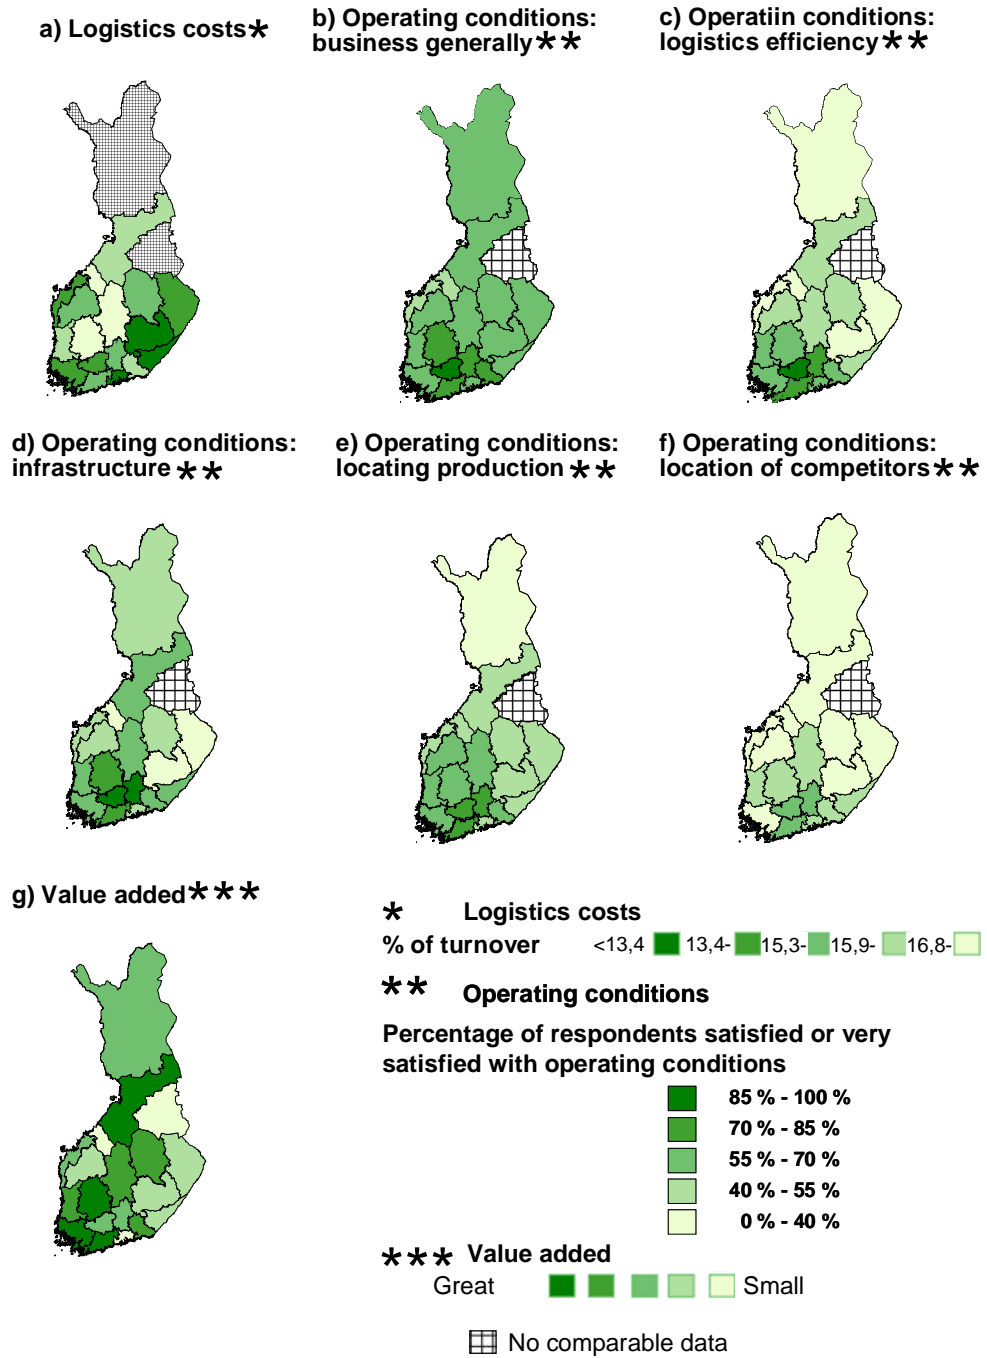 a) Logistics costs*
b) Operating conditions:
business generally**
c) Operatiin conditions:
logistics efficiency**
d) Operating conditions:
infrastructure **
e) Operating conditions:
locating production **
f) Operating conditions:
location of competitors**
g) Value added***
* Logistics costs
% of turnover <13,4 13,4- 15,3- 15,9- 16,8-
** Operating conditions
Percentage of respondents satisfied or very
satisfied with operating conditions
85 % - 100 %
70 % - 85 %
55 % - 70 %
40 % - 55 %
0 % - 40 %
*** Value added
Great Small
No comparable data